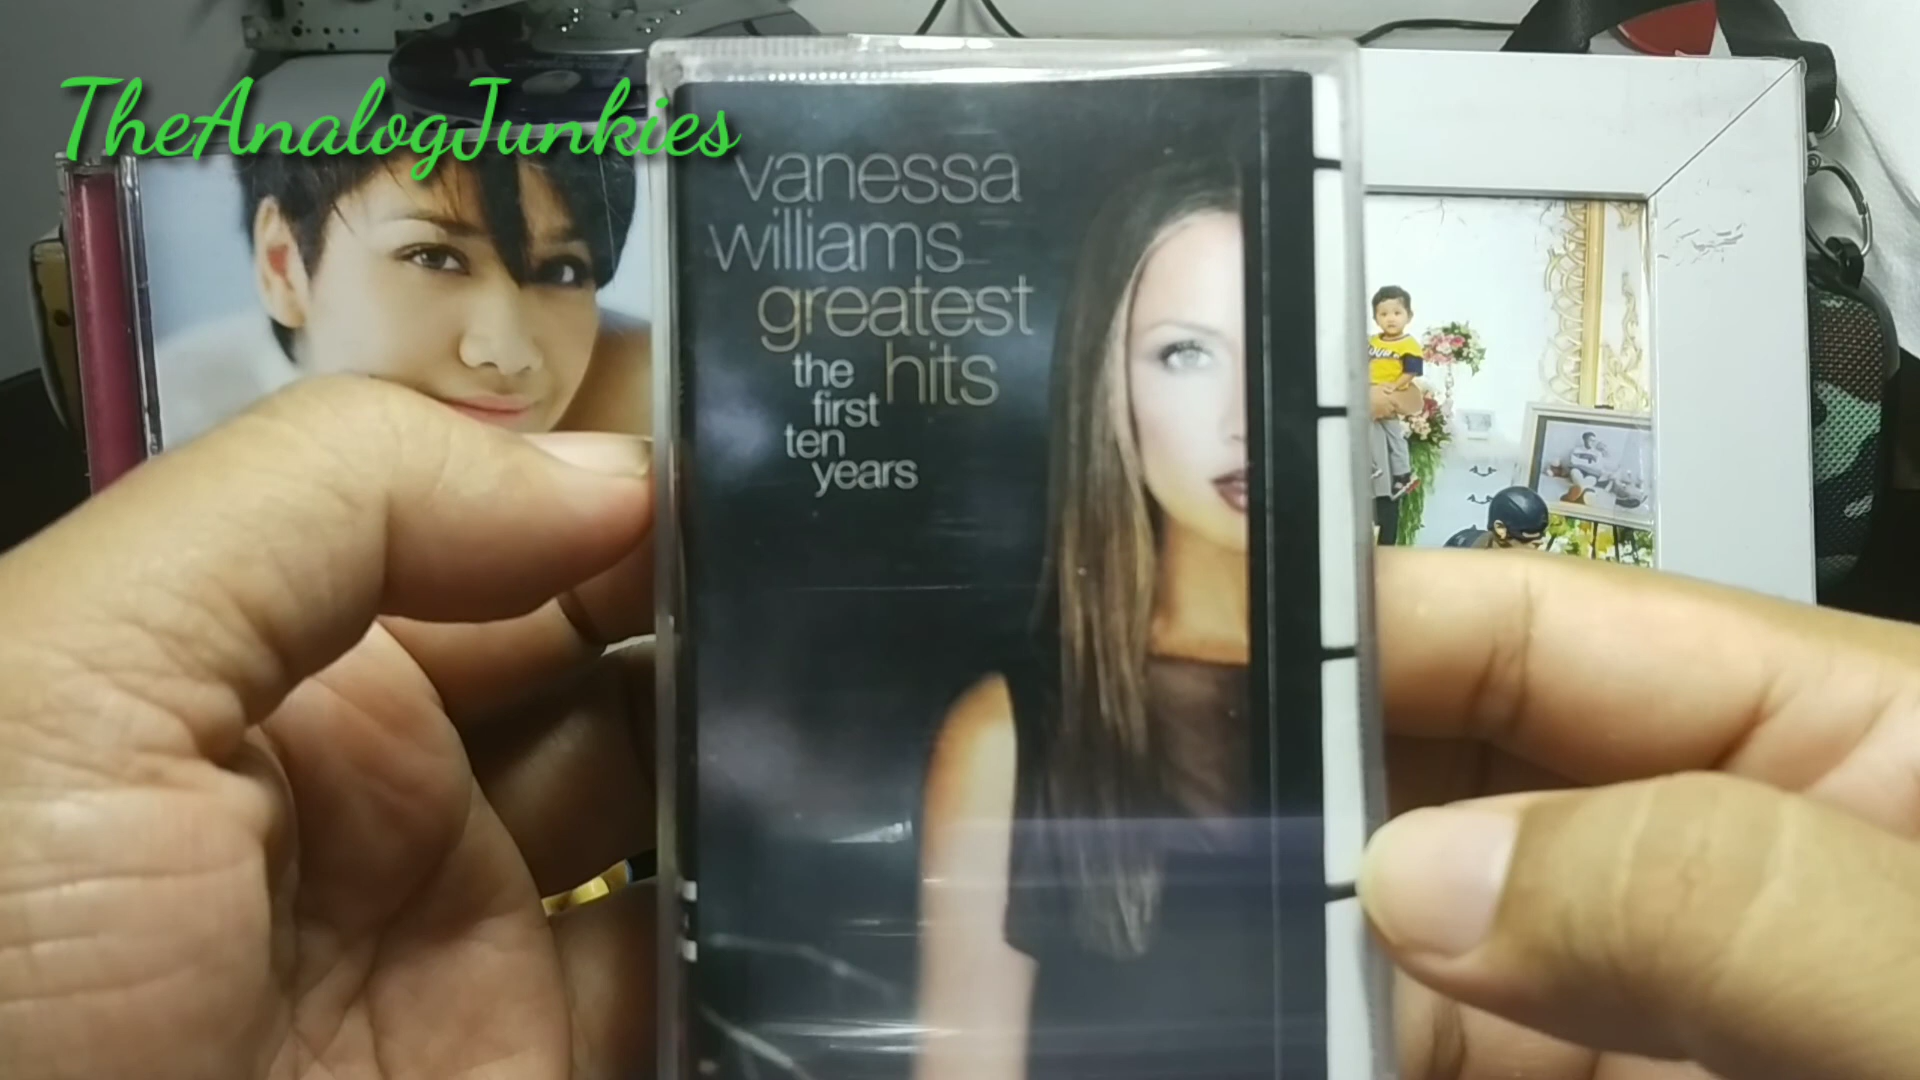 TheAnalogJunkies
vanessa
williams
greatest
hits
the
first
ten
years